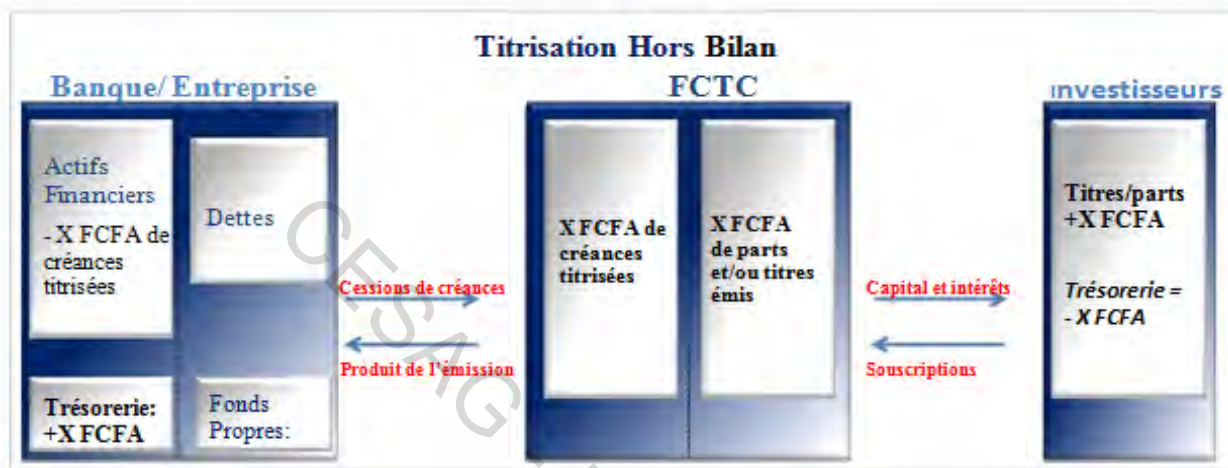 Titrisation Hors Bilan
Banque/ Entreprise
FCTC
Investisseurs
Actifs
Financiers
- X FCFA de
créances
titrisées
Dettes
Trésorerie:
+X FCFA
Fonds
Propres:
Cessions de créances
Produit de l'émission
X FCFA de
créances
titrisées
X FCFA
de parts
et/ou titres
émis
Capital et intérêts
Souscriptions
Titres/parts
+X FCFA
Trésorerie =
- X FCFA
CESAG